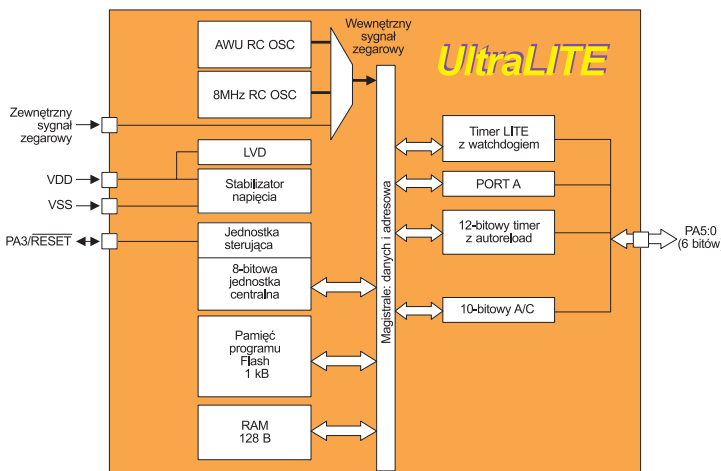 Wewnętrzny
sygnał
zegarowy
UltraLITE
AWU RC OSC
8MHz RC OSC
Zewnętrzny
sygnał
zegarowy
LVD
VDD
Stabilizator
napięcia
VSS
PA3/RESET
Jednostka
sterująca
8-bitowa
jednostka
centralna
Pamięć
programu
Flash
1 kB
RAM
128 B
Magistrale: danych i adresowa
Timer LITE
z watchdogiem
PORT A
12-bitowy timer
z autoreload
10-bitowy A/C
PA5:0
(6 bitów